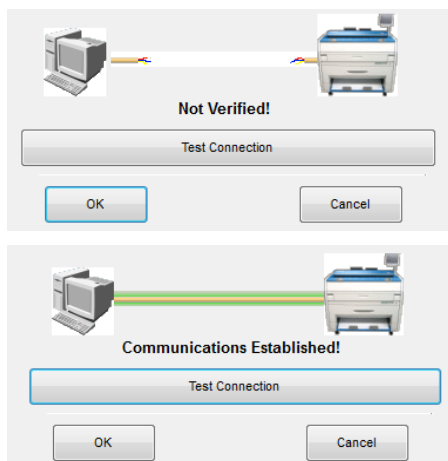 Not Verified!
Test Connection
OK Cancel
Communications Established!
Test Connection
OK Cancel